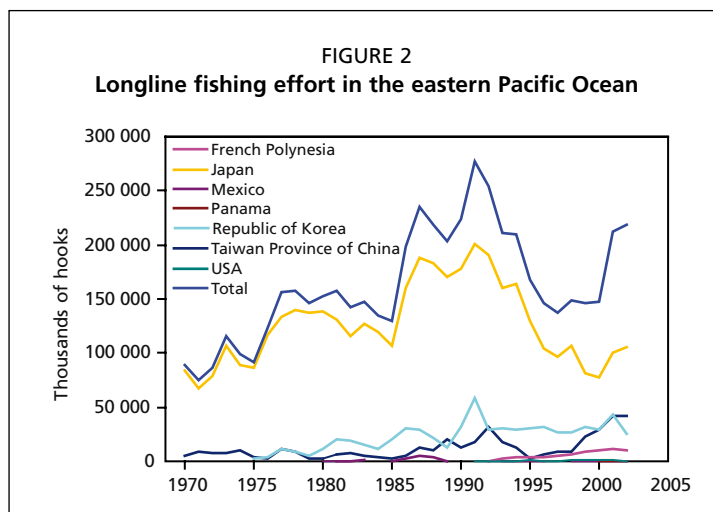 FIGURE 2
Longline fishing effort in the eastern Pacific Ocean
Thousands of hooks
300 000
250 000
200 000
150 000
100 000
50 000
0
French Polynesia
Japan
Mexico
Panama
Republic of Korea
Taiwan Province of China
USA
Total
1970 1975 1980 1985 1990 1995 2000 2005